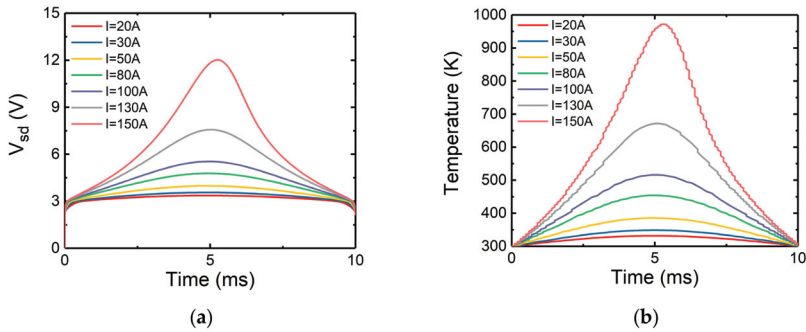 15
12
9
6
3
0
V_sd (V)
I=20A
I=30A
I=50A
I=80A
I=100A
I=130A
I=150A
0
5
10
Time (ms)
(a)
1000
900
800
700
600
500
400
300
Temperature (K)
I=20A
I=30A
I=50A
I=80A
I=100A
I=130A
I=150A
0
5
10
Time (ms)
(b)